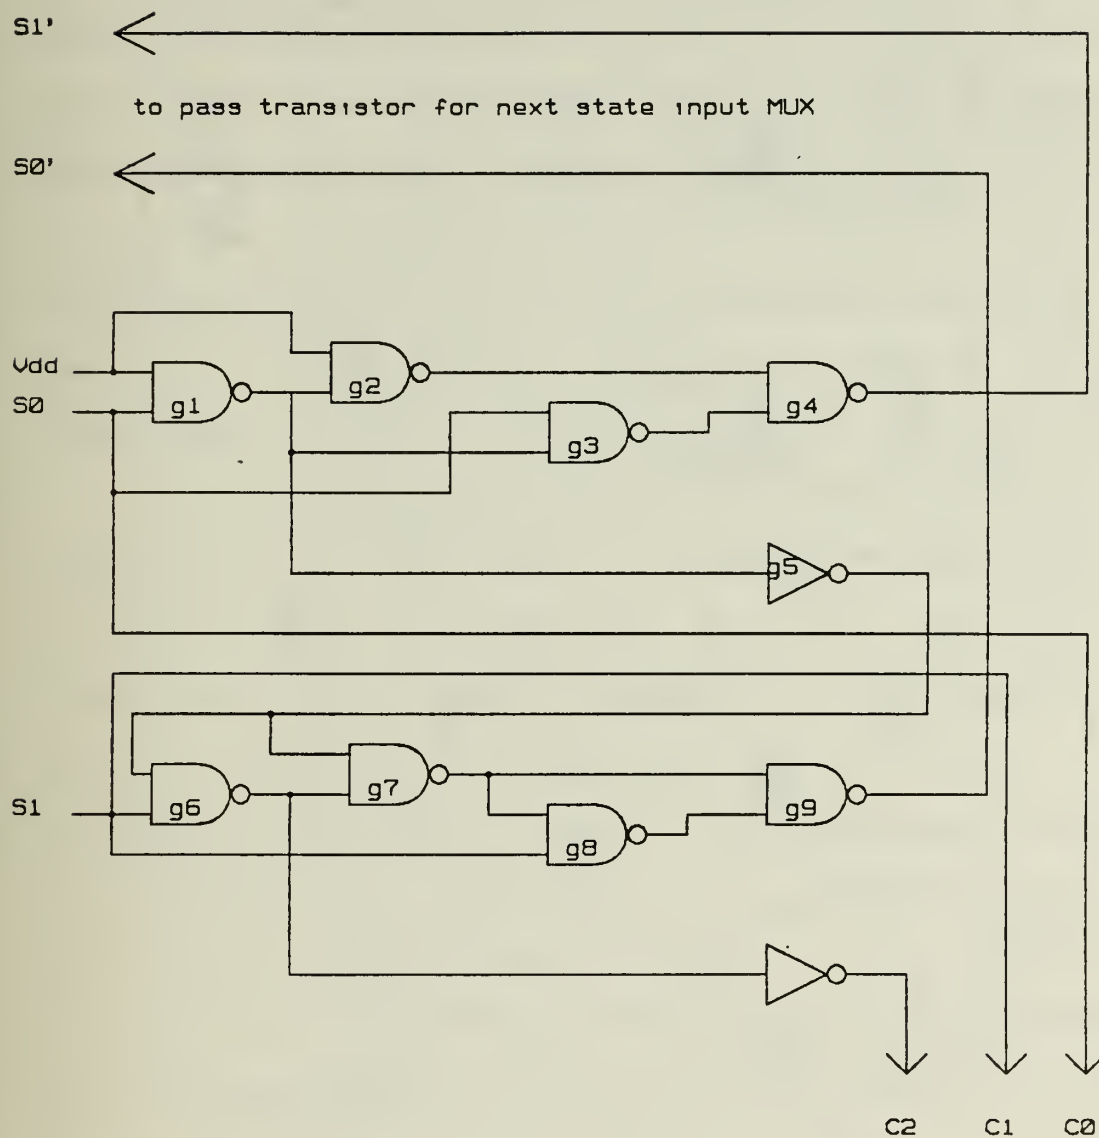 S1'
to pass transistor for next state input MUX
S0'
Vdd
S0
g1
g2
g3
g4
g5
S1
g6
g7
g8
g9
C2 C1 C0